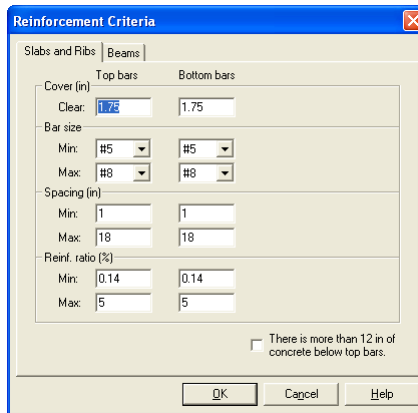 Reinforcement Criteria
Slabs and Ribs Beams
Top bars Bottom bars
Cover (in)
Clear: 1.75 1.75
Bar size
Min: #5 #5
Max: #8 #8
Spacing (in)
Min: 1 1
Max: 18 18
Reinf. ratio (%)
Min: 0.14 0.14
Max: 5 5
There is more than 12 in of
concrete below top bars.
OK Cancel Help